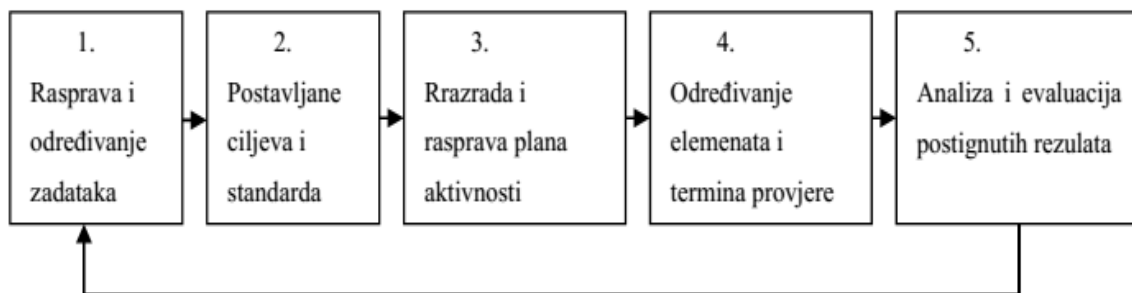 1.
Rasprava i
određivanje
zadataka
2.
Postavljane
ciljeva i
standarda
3.
Rrazrada i
rasprava plana
aktivnosti
4.
Određivanje
elemenata i
termina provjere
5.
Analiza i evaluacija
postignutih rezulata